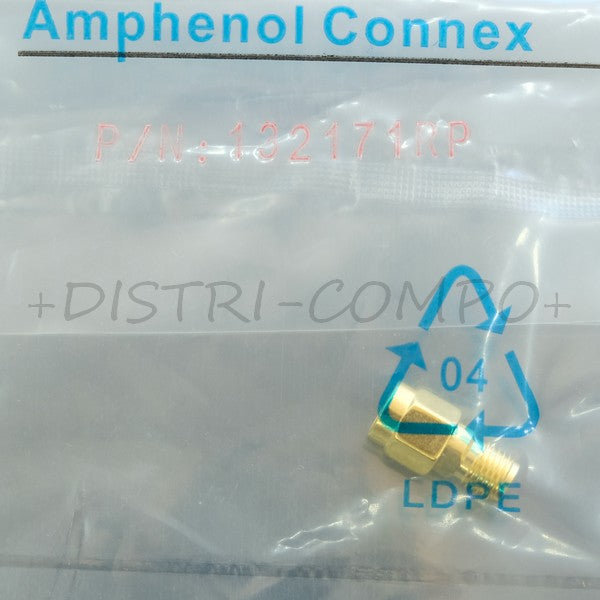 Amphenol Connex
P/N: 132171RP
+DISTRI-COMPO+
04
LDPE